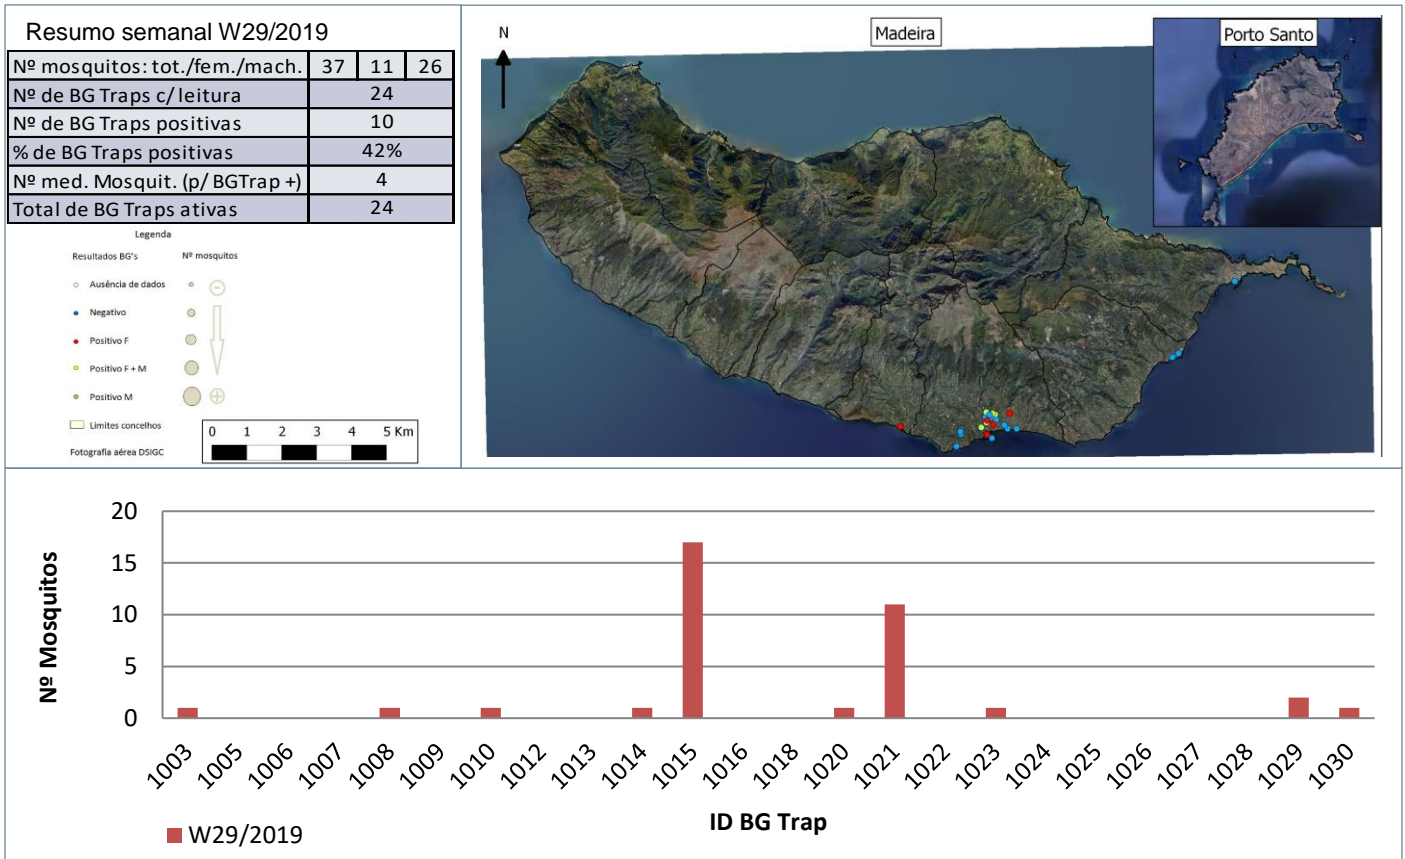 Resumo semanal W29/2019
Nº mosquitos: tot./fem./mach. 37 11 26
Nº de BG Traps c/ leitura 24
Nº de BG Traps positivas 10
% de BG Traps positivas 42%
Nº med. Mosquit. (p/ BGTrap +) 4
Total de BG Traps ativas 24
Legenda
Resultados BG's Nº mosquitos
Ausência de dados
Negativo
Positivo F
Positivo F + M
Positivo M
Limites concelhos
Fotografia aérea DSIGC
0 1 2 3 4 5 Km
N
Madeira
Porto Santo
Nº Mosquitos
20
15
10
5
0
1003 1005 1006 1007 1008 1009 1010 1012 1013 1014 1015 1016 1018 1020 1021 1022 1023 1024 1025 1026 1027 1028 1029 1030
ID BG Trap
W29/2019